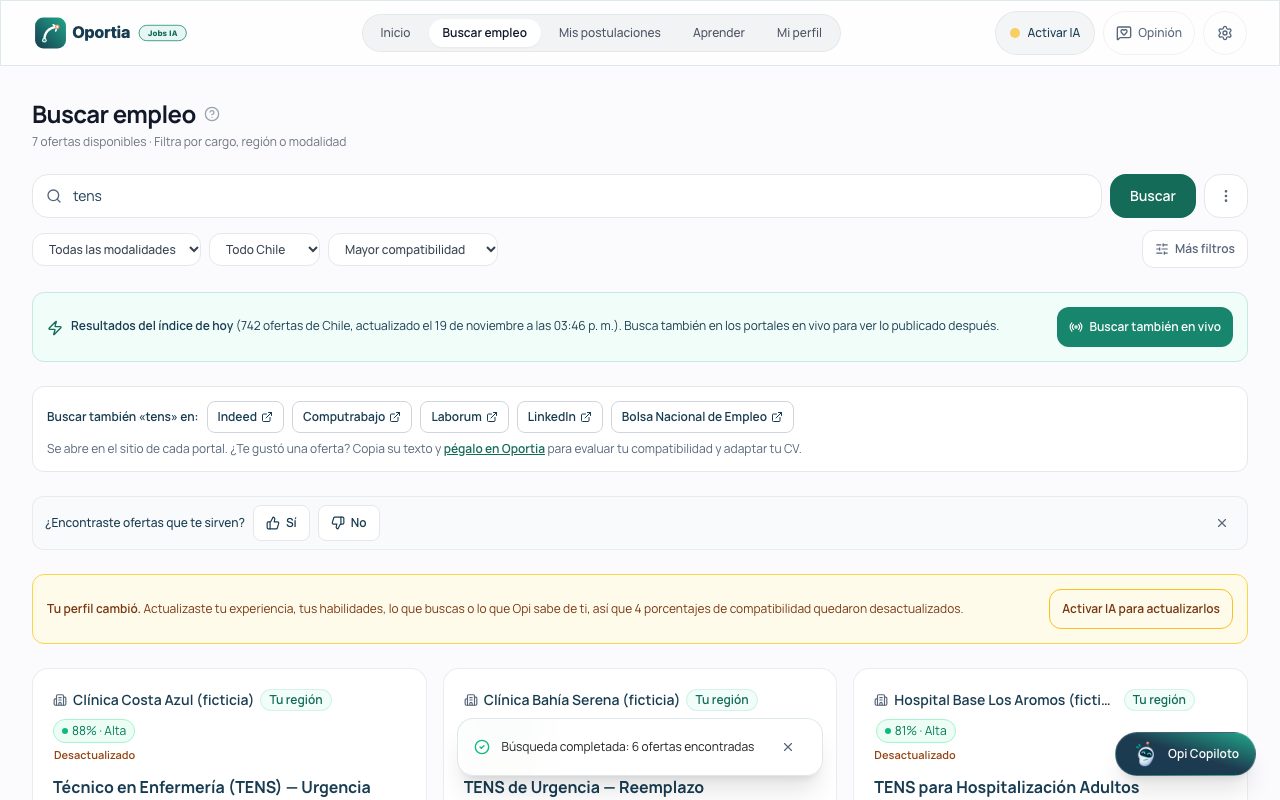 Oportia Jobs IA
Inicio Buscar empleo Mis postulaciones Aprender Mi perfil
Activar IA Opinión
Buscar empleo
7 ofertas disponibles · Filtra por cargo, región o modalidad
tens Buscar
Todas las modalidades Todo Chile Mayor compatibilidad Más filtros
Resultados del índice de hoy (742 ofertas de Chile, actualizado el 19 de noviembre a las 03:46 p. m.). Busca también en los portales en vivo para ver lo publicado después. Buscar también en vivo
Buscar también «tens» en: Indeed Computrabajo Laborum LinkedIn Bolsa Nacional de Empleo
Se abre en el sitio de cada portal. ¿Te gustó una oferta? Copia su texto y pégalo en Oportia para evaluar tu compatibilidad y adaptar tu CV.
¿Encontraste ofertas que te sirven? Sí No
Tu perfil cambió. Actualizaste tu experiencia, tus habilidades, lo que buscas o lo que Opi sabe de ti, así que 4 porcentajes de compatibilidad quedaron desactualizados. Activar IA para actualizarlos
Clínica Costa Azul (ficticia) Tu región
88% · Alta
Desactualizado
Técnico en Enfermería (TENS) — Urgencia
Clínica Bahía Serena (ficticia) Tu región
Búsqueda completada: 6 ofertas encontradas
TENS de Urgencia — Reemplazo
Hospital Base Los Aromos (ficti... Tu región
81% · Alta
Desactualizado
TENS para Hospitalización Adultos
Opi Copiloto